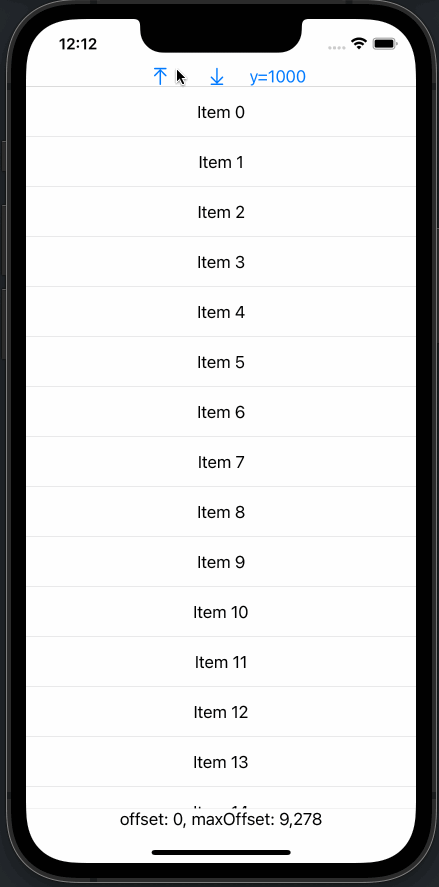 12:12
y=1000
Item 0
Item 1
Item 2
Item 3
Item 4
Item 5
Item 6
Item 7
Item 8
Item 9
Item 10
Item 11
Item 12
Item 13
offset: 0, maxOffset: 9,278